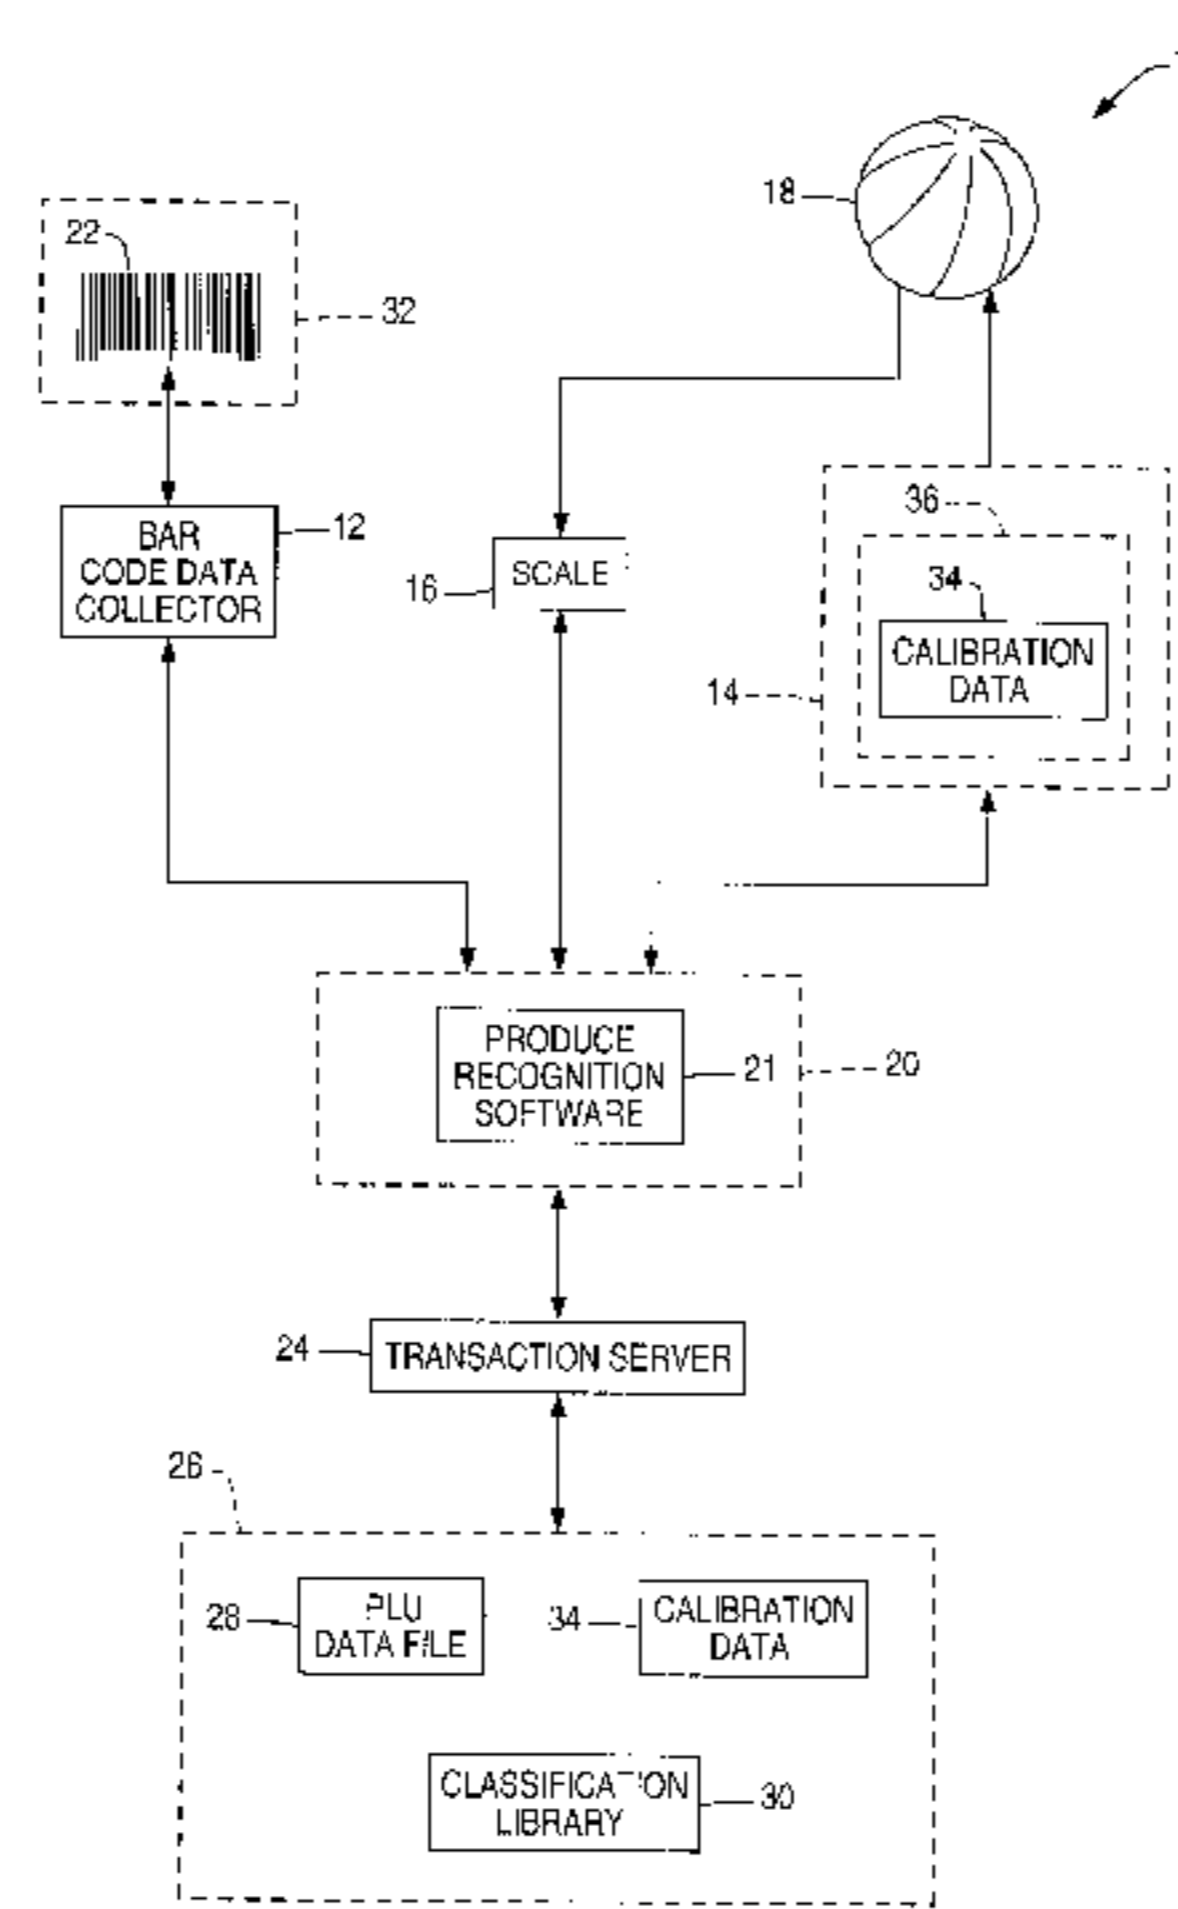 18
22
32
36
BAR
CODE DATA
COLLECTOR
12
16
SCALE
34
CALIBRATION
DATA
14
PRODUCE
RECOGNITION
SOFTWARE
21
20
24
TRANSACTION SERVER
26
28
PLU
DATA FILE
34
CALIBRATION
DATA
CLASSIFICATION
LIBRARY
30